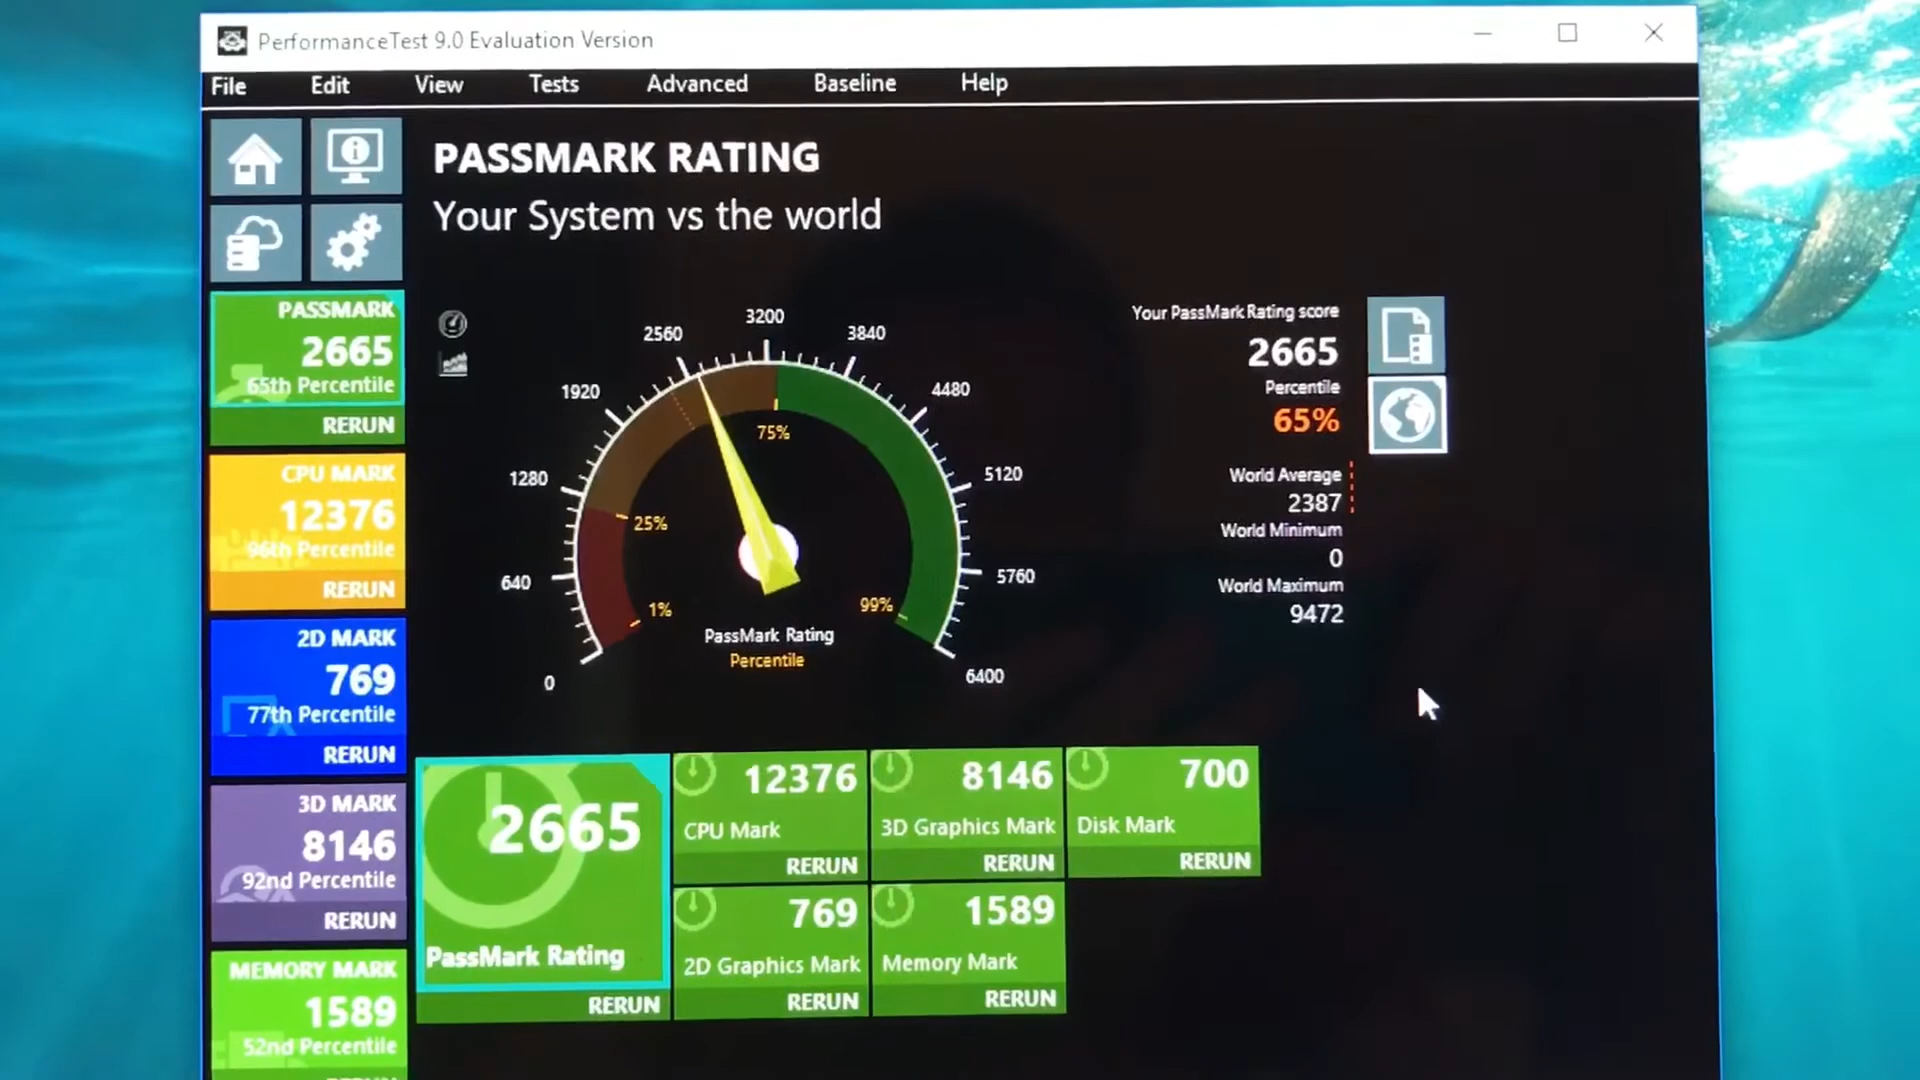 PerformanceTest 9.0 Evaluation Version
File Edit View Tests Advanced Baseline Help
PASSMARK RATING
Your System vs the world
PASSMARK
2665
65th Percentile
RERUN
CPU MARK
12376
96th Percentile
RERUN
2D MARK
769
77th Percentile
RERUN
3D MARK
8146
92nd Percentile
RERUN
MEMORY MARK
1589
52nd Percentile
RERUN
0
640
1280
1920
2560
3200
3840
4480
5120
5760
6400
1%
25%
75%
99%
PassMark Rating
Percentile
Your PassMark Rating score
2665
Percentile
65%
World Average
2387
World Minimum
0
World Maximum
9472
2665
PassMark Rating
RERUN
12376
CPU Mark
RERUN
8146
3D Graphics Mark
RERUN
700
Disk Mark
RERUN
769
2D Graphics Mark
RERUN
1589
Memory Mark
RERUN